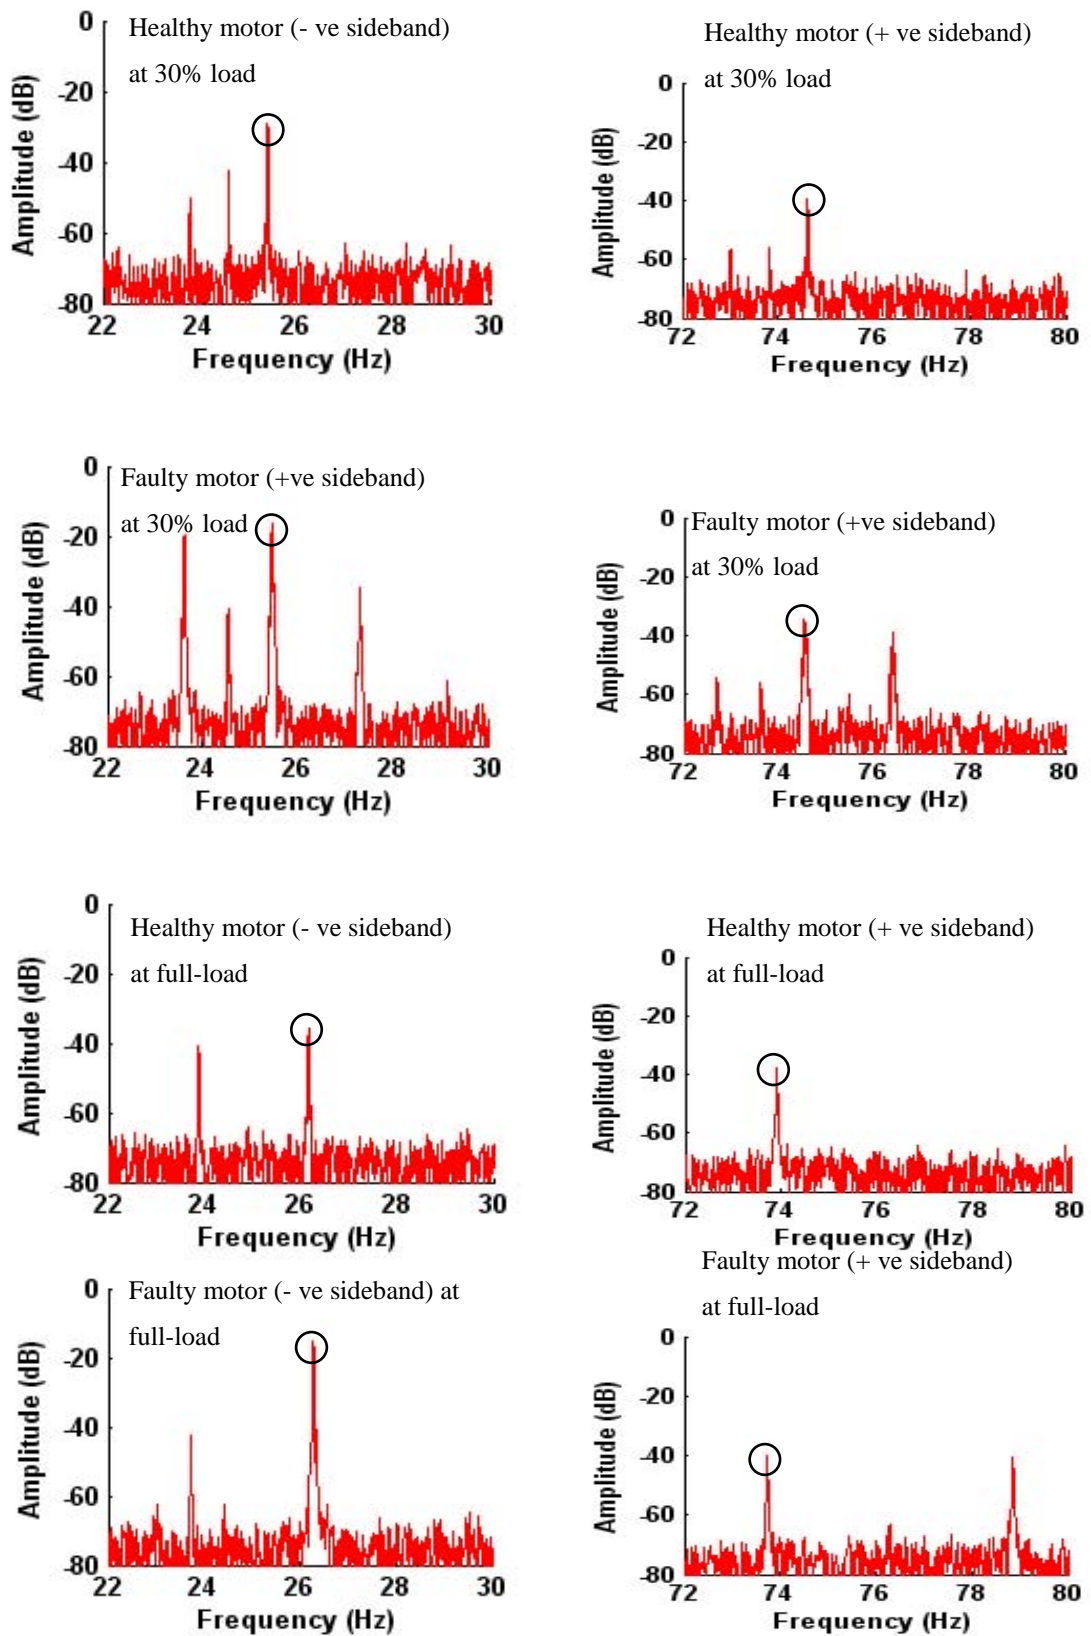 Healthy motor (- ve sideband)
at 30% load
0
-20
-40
-60
-80
Amplitude (dB)
22 24 26 28 30
Frequency (Hz)
Healthy motor (+ ve sideband)
at 30% load
0
-20
-40
-60
-80
Amplitude (dB)
72 74 76 78 80
Frequency (Hz)
Faulty motor (+ve sideband)
at 30% load
0
-20
-40
-60
-80
Amplitude (dB)
22 24 26 28 30
Frequency (Hz)
Faulty motor (+ve sideband)
at 30% load
0
-20
-40
-60
-80
Amplitude (dB)
72 74 76 78 80
Frequency (Hz)
Healthy motor (- ve sideband)
at full-load
0
-20
-40
-60
-80
Amplitude (dB)
22 24 26 28 30
Frequency (Hz)
Healthy motor (+ ve sideband)
at full-load
0
-20
-40
-60
-80
Amplitude (dB)
72 74 76 78 80
Frequency (Hz)
Faulty motor (- ve sideband) at
full-load
0
-20
-40
-60
-80
Amplitude (dB)
22 24 26 28 30
Frequency (Hz)
Faulty motor (+ ve sideband)
at full-load
0
-20
-40
-60
-80
Amplitude (dB)
72 74 76 78 80
Frequency (Hz)